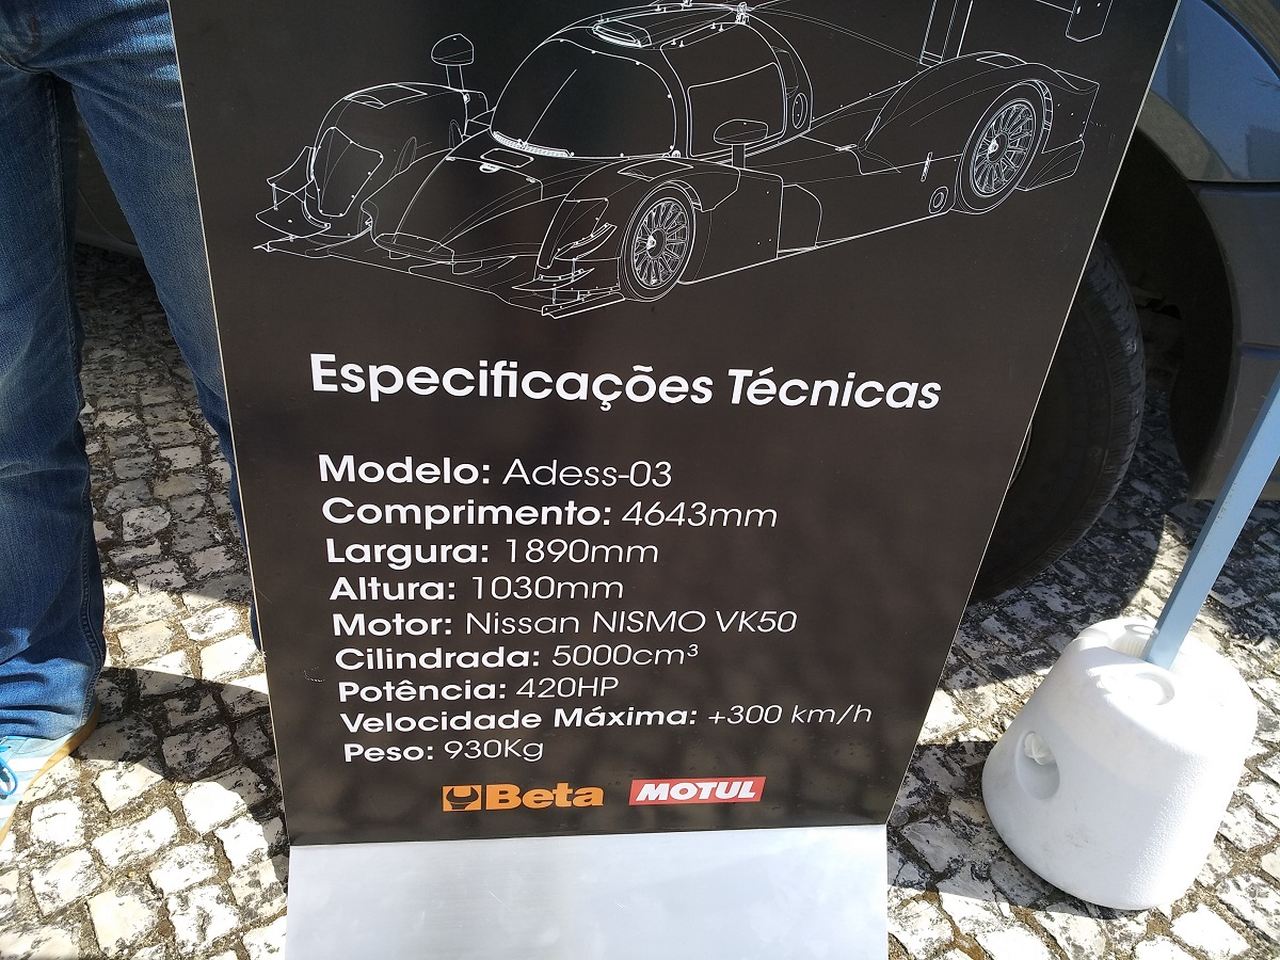 Especificações Técnicas
Modelo: Adess-03
Comprimento: 4643mm
Largura: 1890mm
Altura: 1030mm
Motor: Nissan NISMO VK50
Cilindrada: 5000cm³
Potência: 420HP
Velocidade Máxima: +300 km/h
Peso: 930Kg
Beta MOTUL